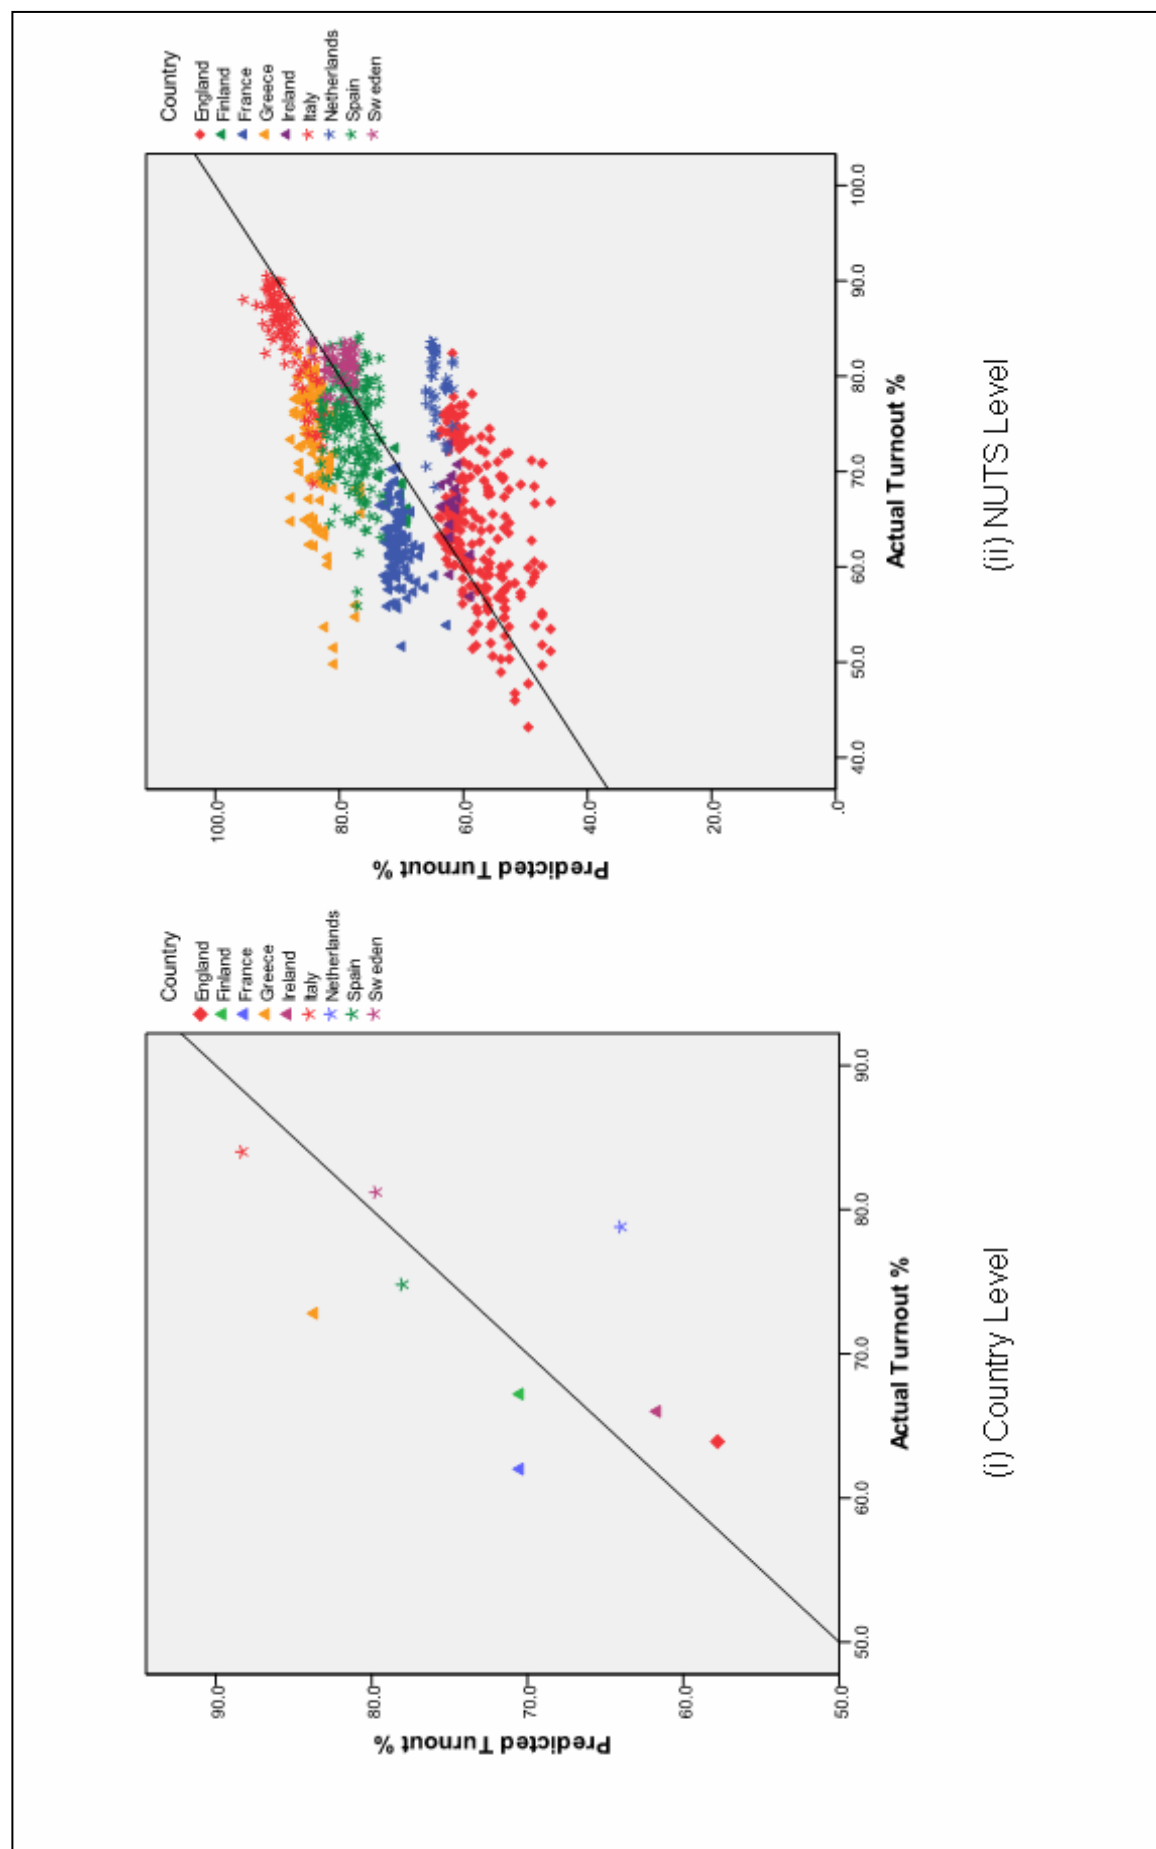 Country
England
Finland
France
Greece
Ireland
Italy
Netherlands
Spain
Sw eden
90.0
80.0
70.0
60.0
50.0
Predicted Turnout %
50.0
60.0
70.0
80.0
90.0
Actual Turnout %
(i) Country Level
Country
England
Finland
France
Greece
Ireland
Italy
Netherlands
Spain
Sw eden
100.0
80.0
60.0
40.0
20.0
.0
Predicted Turnout %
40.0
50.0
60.0
70.0
80.0
90.0
100.0
Actual Turnout %
(ii) NUTS Level